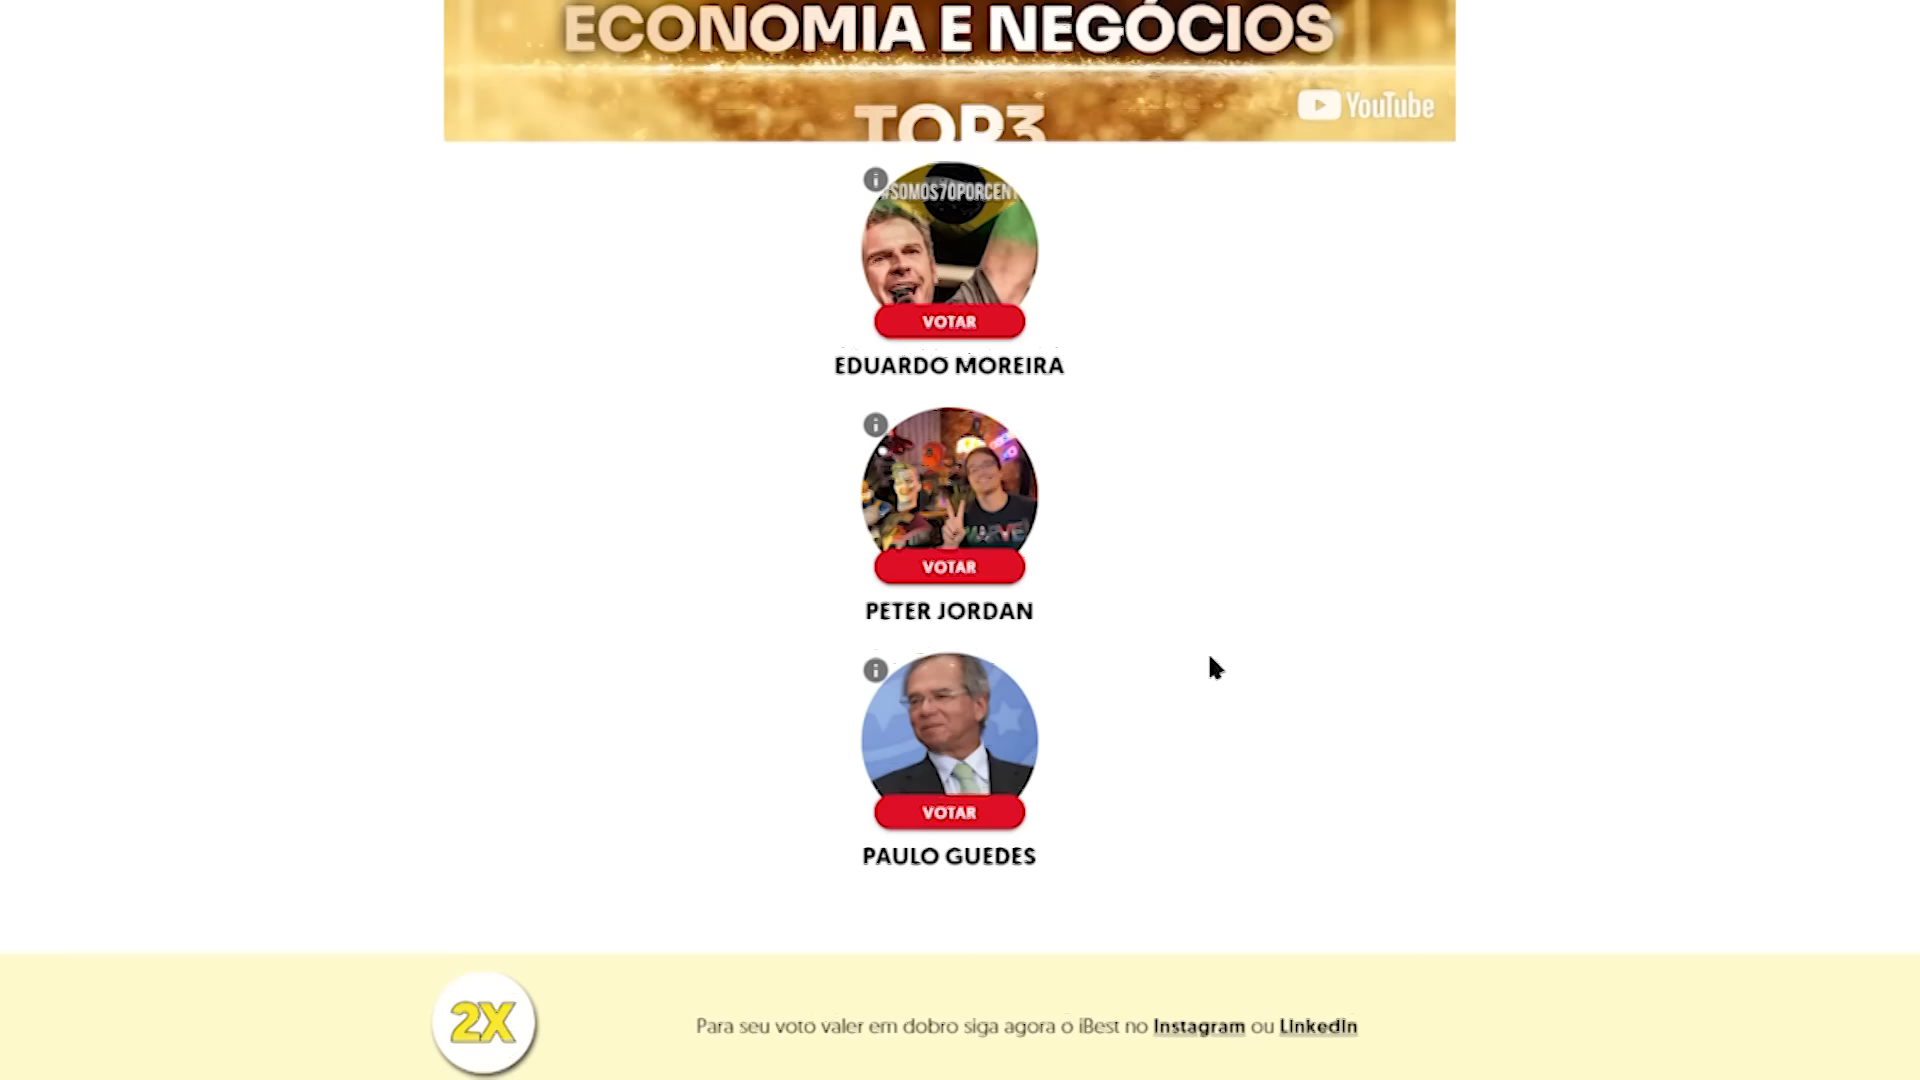 ECONOMIA E NEGÓCIOS
TOP3
YouTube
#SOMOS70PORCENT
VOTAR
EDUARDO MOREIRA
MARVEL
VOTAR
PETER JORDAN
VOTAR
PAULO GUEDES
2X
Para seu voto valer em dobro siga agora o iBest no Instagram ou LinkedIn